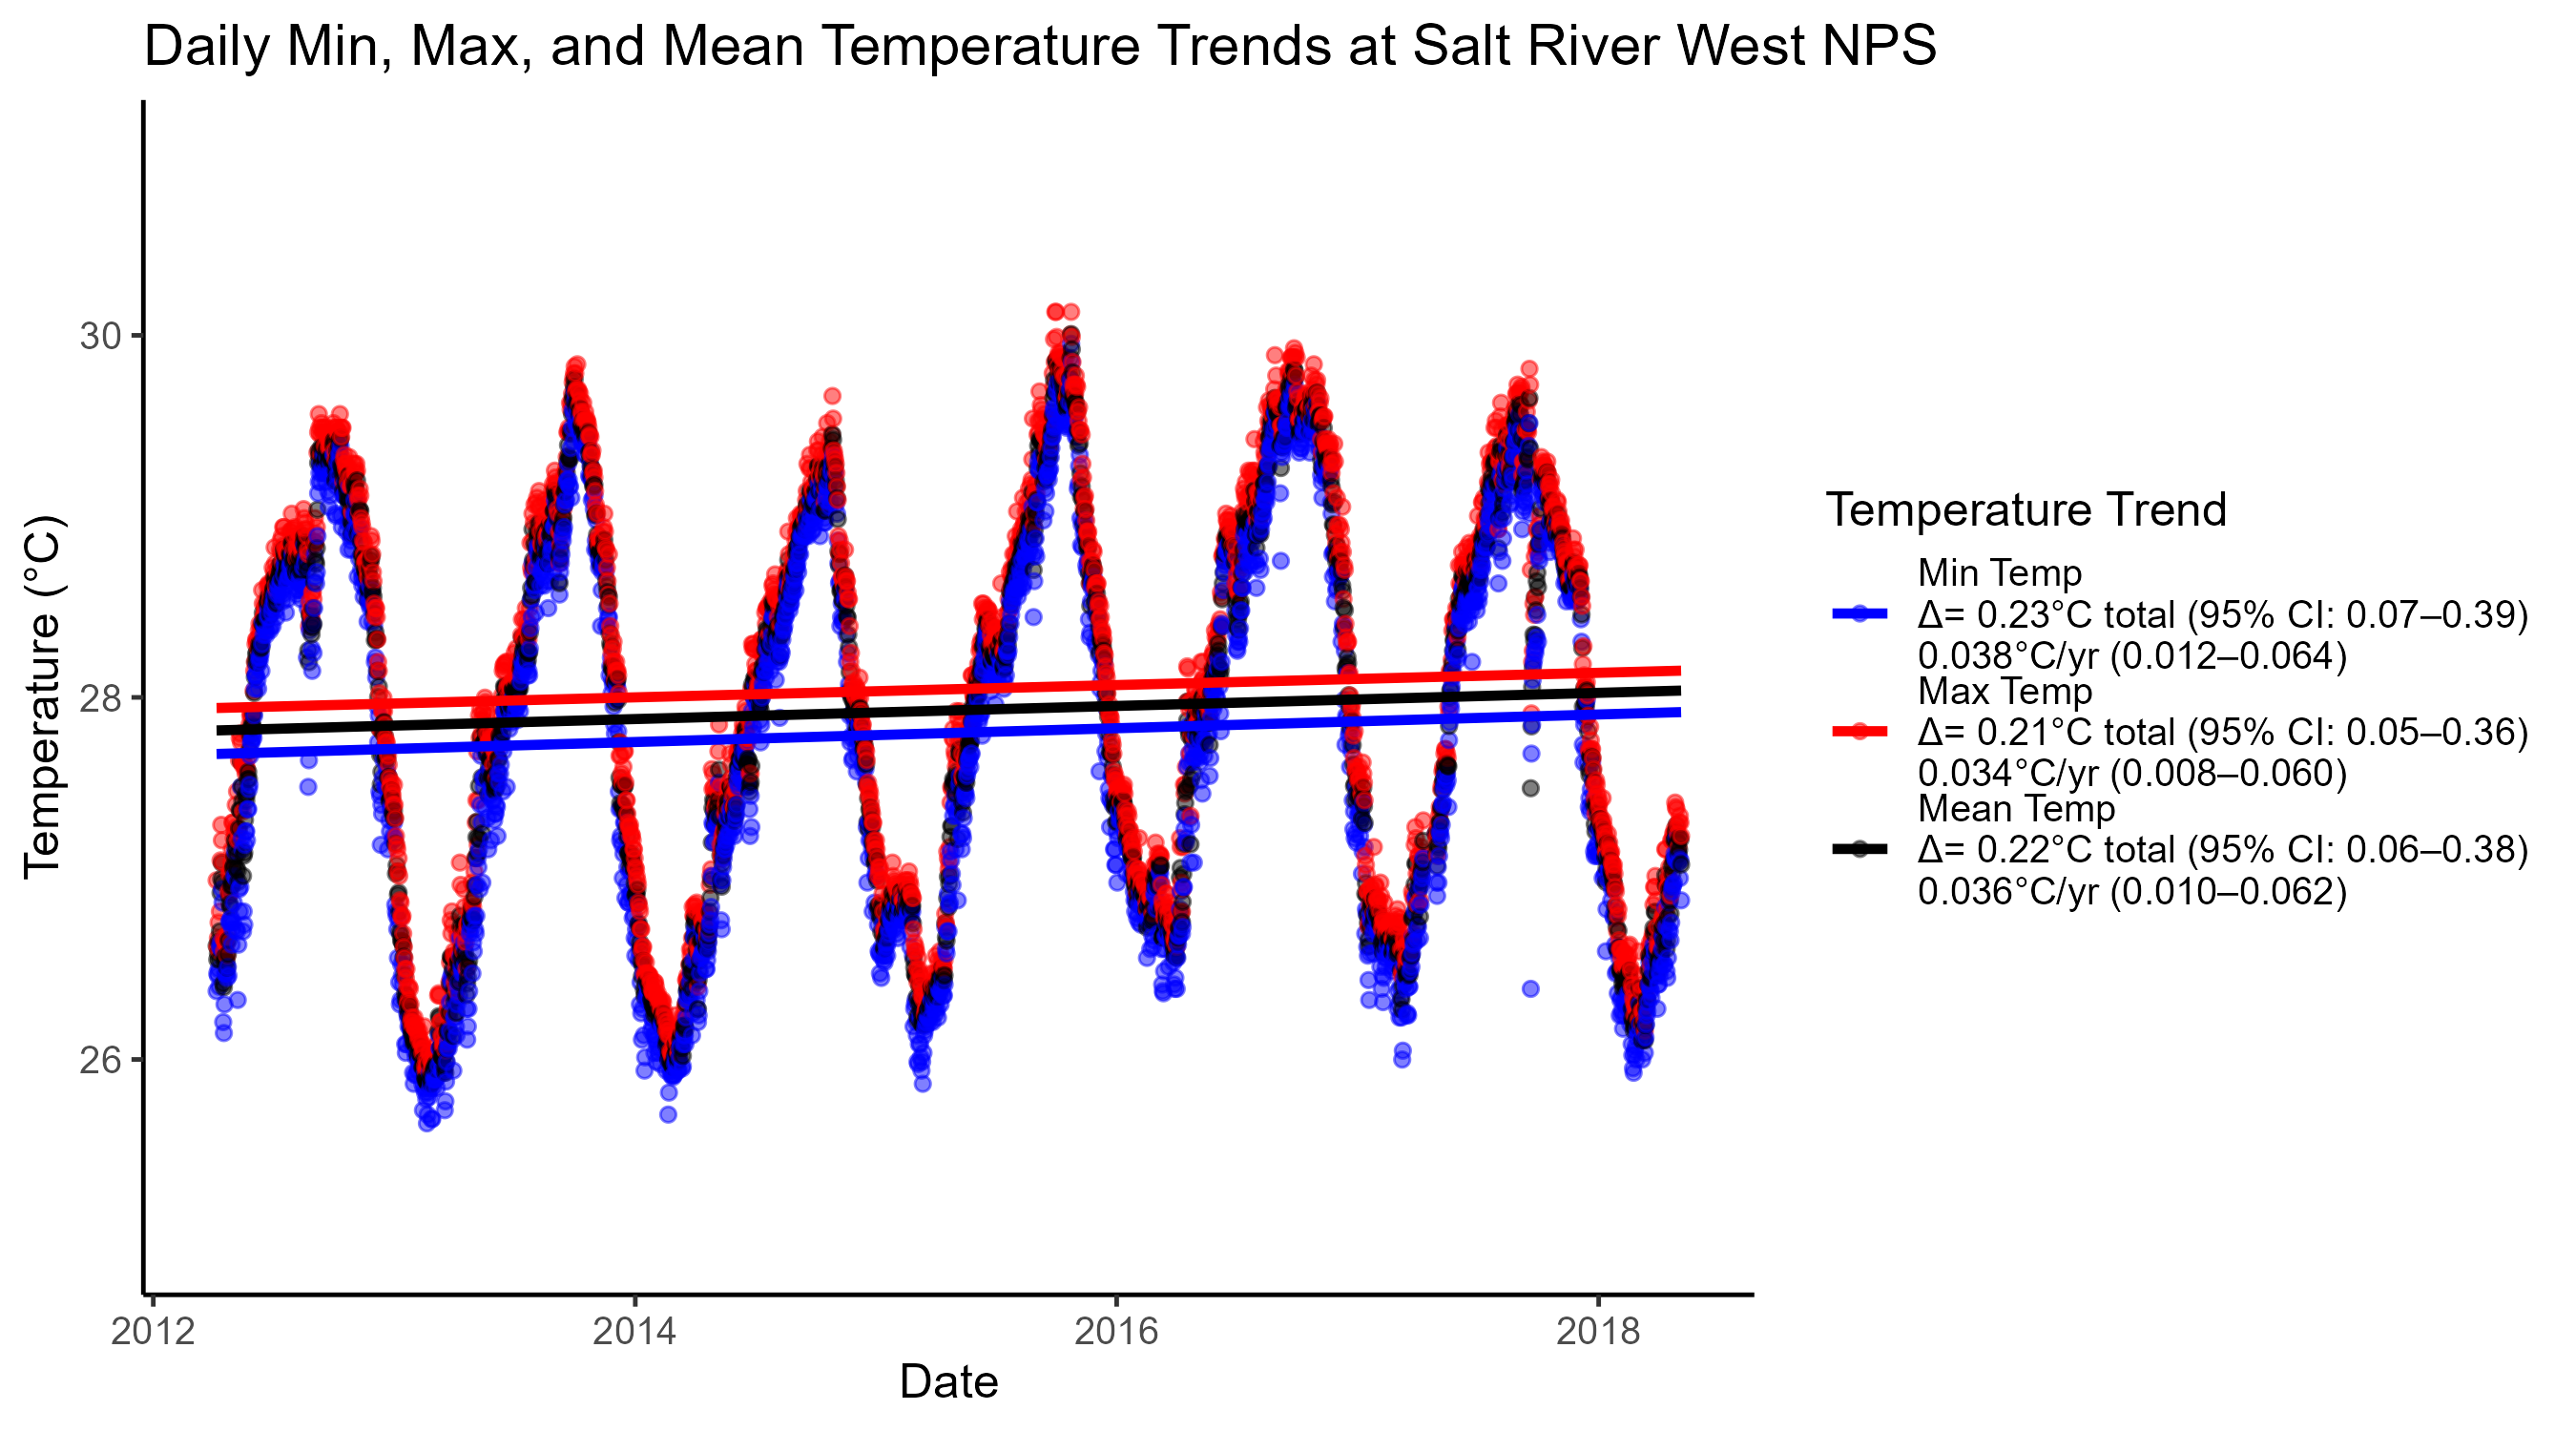 Daily Min, Max, and Mean Temperature Trends at Salt River West NPS
Temperature (°C)
30
28
26
2012
2014
2016
2018
Date
Temperature Trend
Min Temp
Δ= 0.23°C total (95% CI: 0.07–0.39)
0.038°C/yr (0.012–0.064)
Max Temp
Δ= 0.21°C total (95% CI: 0.05–0.36)
0.034°C/yr (0.008–0.060)
Mean Temp
Δ= 0.22°C total (95% CI: 0.06–0.38)
0.036°C/yr (0.010–0.062)